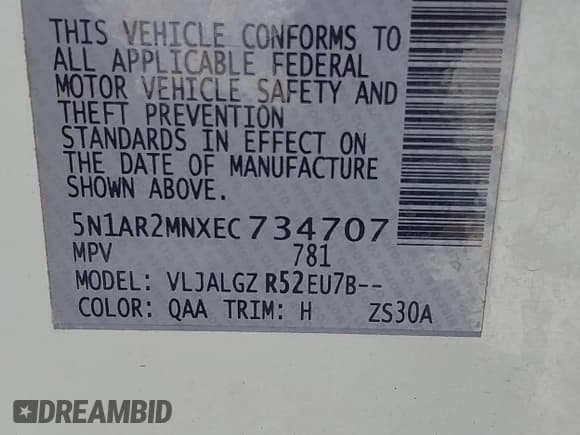 THIS VEHICLE CONFORMS TO
ALL APPLICABLE FEDERAL
MOTOR VEHICLE SAFETY AND
THEFT PREVENTION
STANDARDS IN EFFECT ON
THE DATE OF MANUFACTURE
SHOWN ABOVE.
5N1AR2MNXEC734707
MPV 781
MODEL: VLJALGZ R52EU7B--
COLOR: QAA TRIM: H ZS30A
DREAMBID